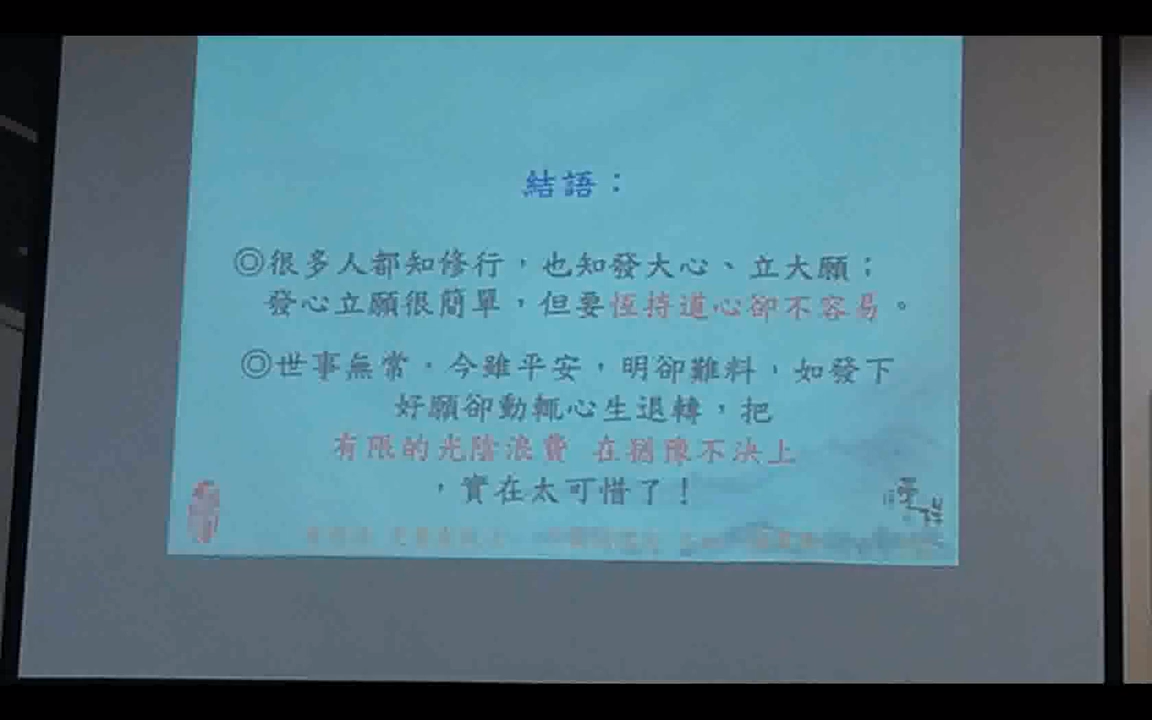 結語：
◎很多人都知修行，也知發大心、立大願；
發心立願很簡單，但要恆持道心卻不容易。
◎世事無常，今雖平安，明卻難料，如發下
好願卻動輒心生退轉，把
有限的光陰浪費 在猶豫不決上
，實在太可惜了！